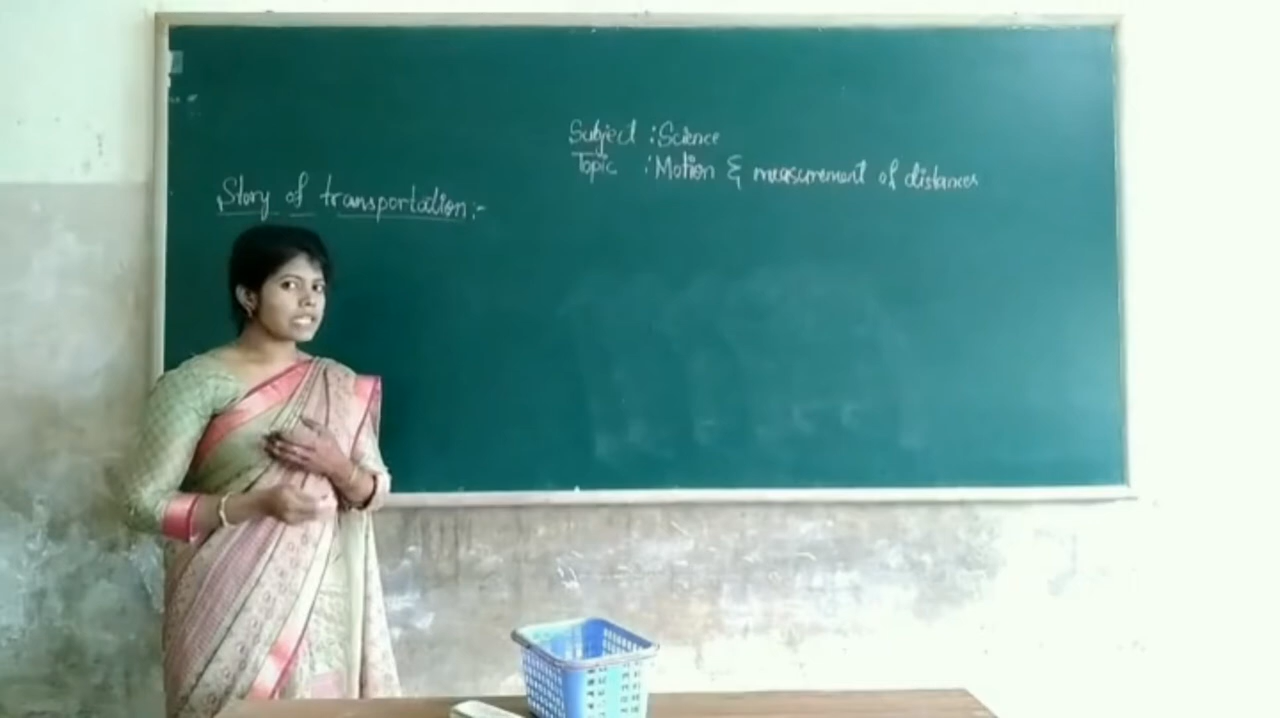 Subject : Science
Topic : Motion & measurement of distances
Story of transportation :-